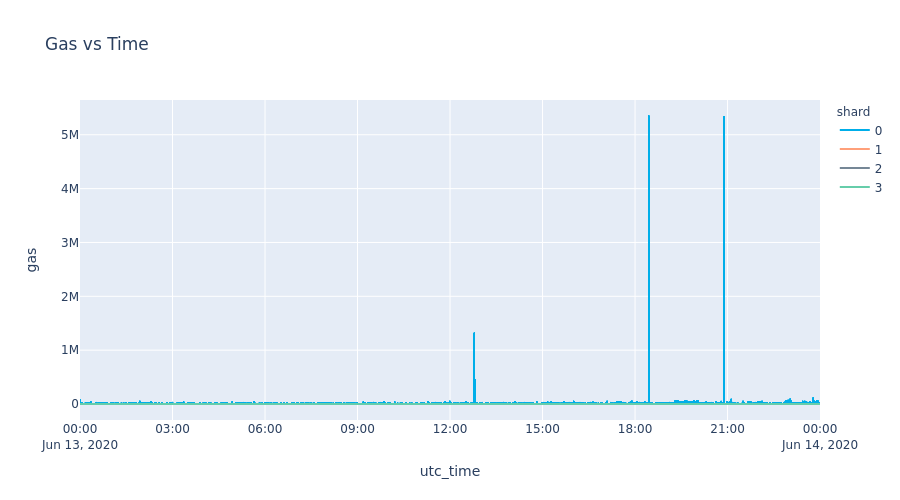 Gas vs Time
shard
0
1
2
3
5M
4M
3M
2M
1M
0
gas
00:00 03:00 06:00 09:00 12:00 15:00 18:00 21:00 00:00
Jun 13, 2020 Jun 14, 2020
utc_time